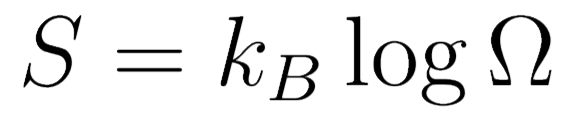 S = k_B log Ω